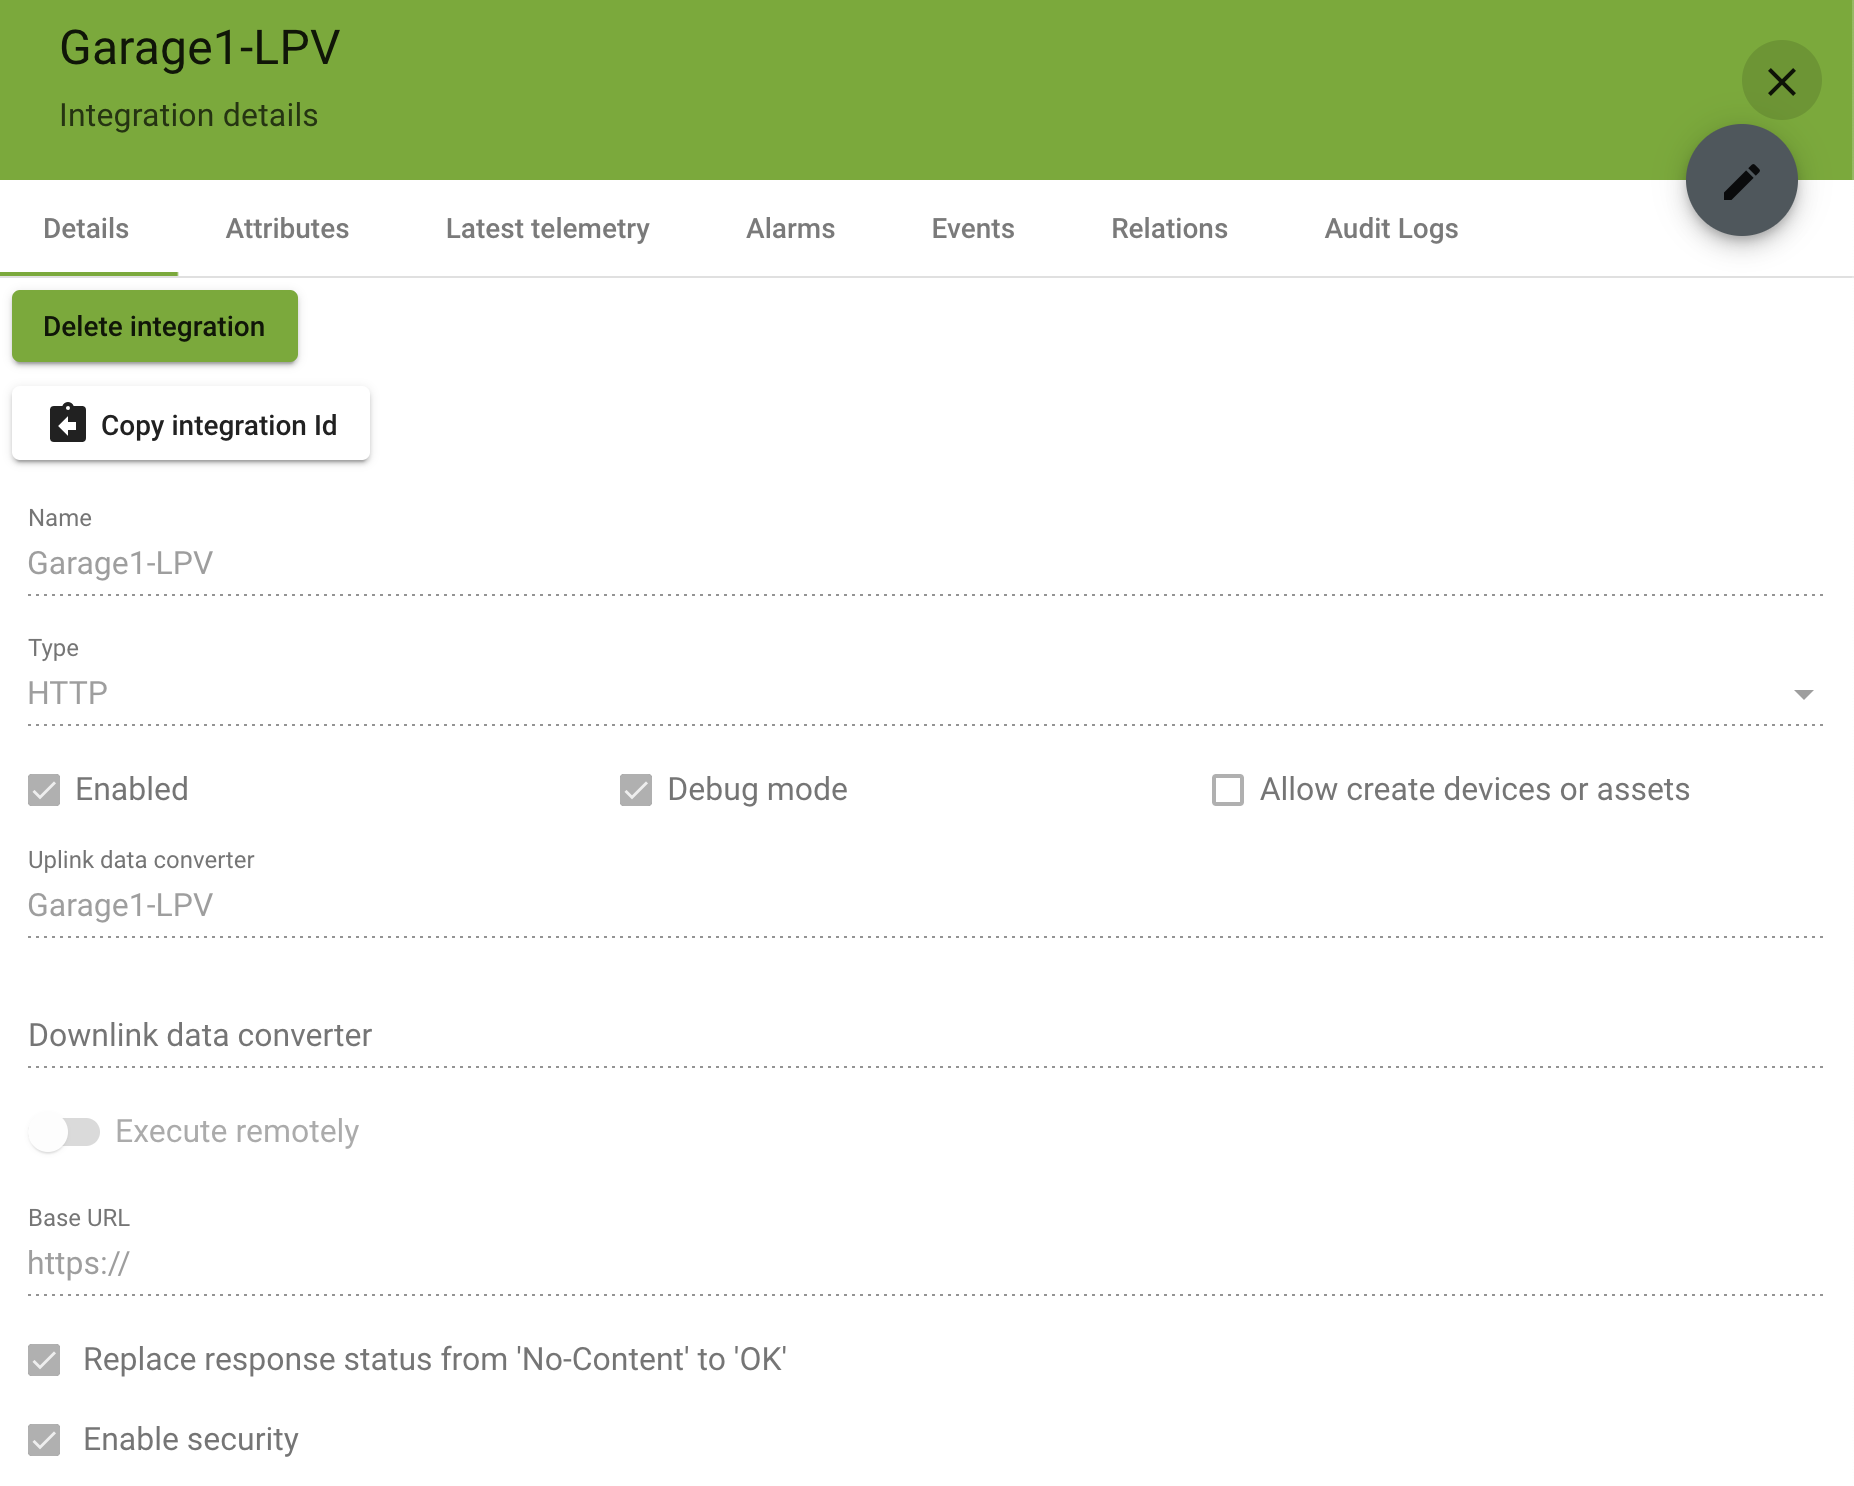 Garage1-LPV
Integration details
Details Attributes Latest telemetry Alarms Events Relations Audit Logs
Delete integration
Copy integration Id
Name
Garage1-LPV
Type
HTTP
Enabled Debug mode Allow create devices or assets
Uplink data converter
Garage1-LPV
Downlink data converter
Execute remotely
Base URL
https://
Replace response status from 'No-Content' to 'OK'
Enable security